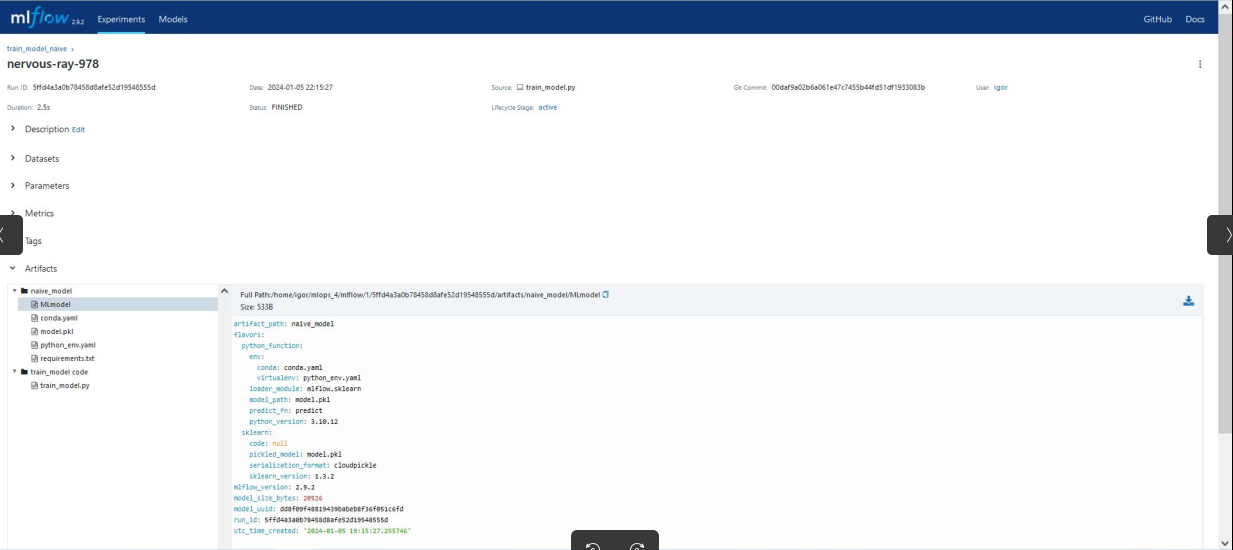 mlflow 2.9.2 Experiments Models GitHub Docs
train_model_naive ›
nervous-ray-978
Run ID: 5ffd4a3a0b78458d8afe52d19548555d Date: 2024-01-05 22:15:27 Source: train_model.py Git Commit: 00daf9a02b6a061e47c7455b44fd51df1933083b User: igor
Duration: 2.5s Status: FINISHED Lifecycle Stage: active
Description Edit
Datasets
Parameters
Metrics
Tags
Artifacts
naive_model
MLmodel
conda.yaml
model.pkl
python_env.yaml
requirements.txt
train_model code
train_model.py
Full Path:/home/igor/mlops_4/mlflow/1/5ffd4a3a0b78458d8afe52d19548555d/artifacts/naive_model/MLmodel
Size: 533B
artifact_path: naive_model
flavors:
python_function:
env:
conda: conda.yaml
virtualenv: python_env.yaml
loader_module: mlflow.sklearn
model_path: model.pkl
predict_fn: predict
python_version: 3.10.12
sklearn:
code: null
pickled_model: model.pkl
serialization_format: cloudpickle
sklearn_version: 1.3.2
mlflow_version: 2.9.2
model_size_bytes: 20526
model_uuid: dd8f09f48819439babeb8f36f051c6fd
run_id: 5ffd4a3a0b78458d8afe52d19548555d
utc_time_created: '2024-01-05 19:15:27.255746'